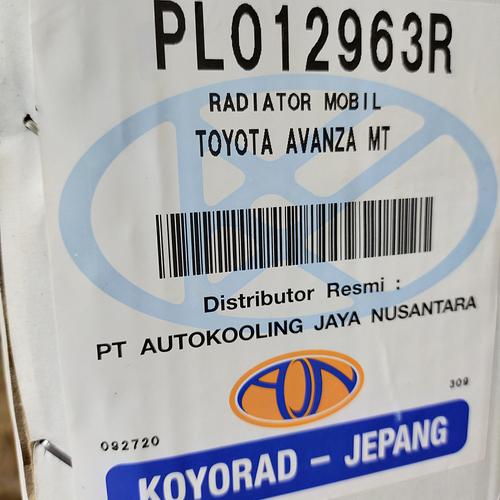 PL012963R
RADIATOR MOBIL
TOYOTA AVANZA MT
Distributor Resmi :
PT AUTOKOOLING JAYA NUSANTARA
AJN
309
092720
KOYORAD - JEPANG